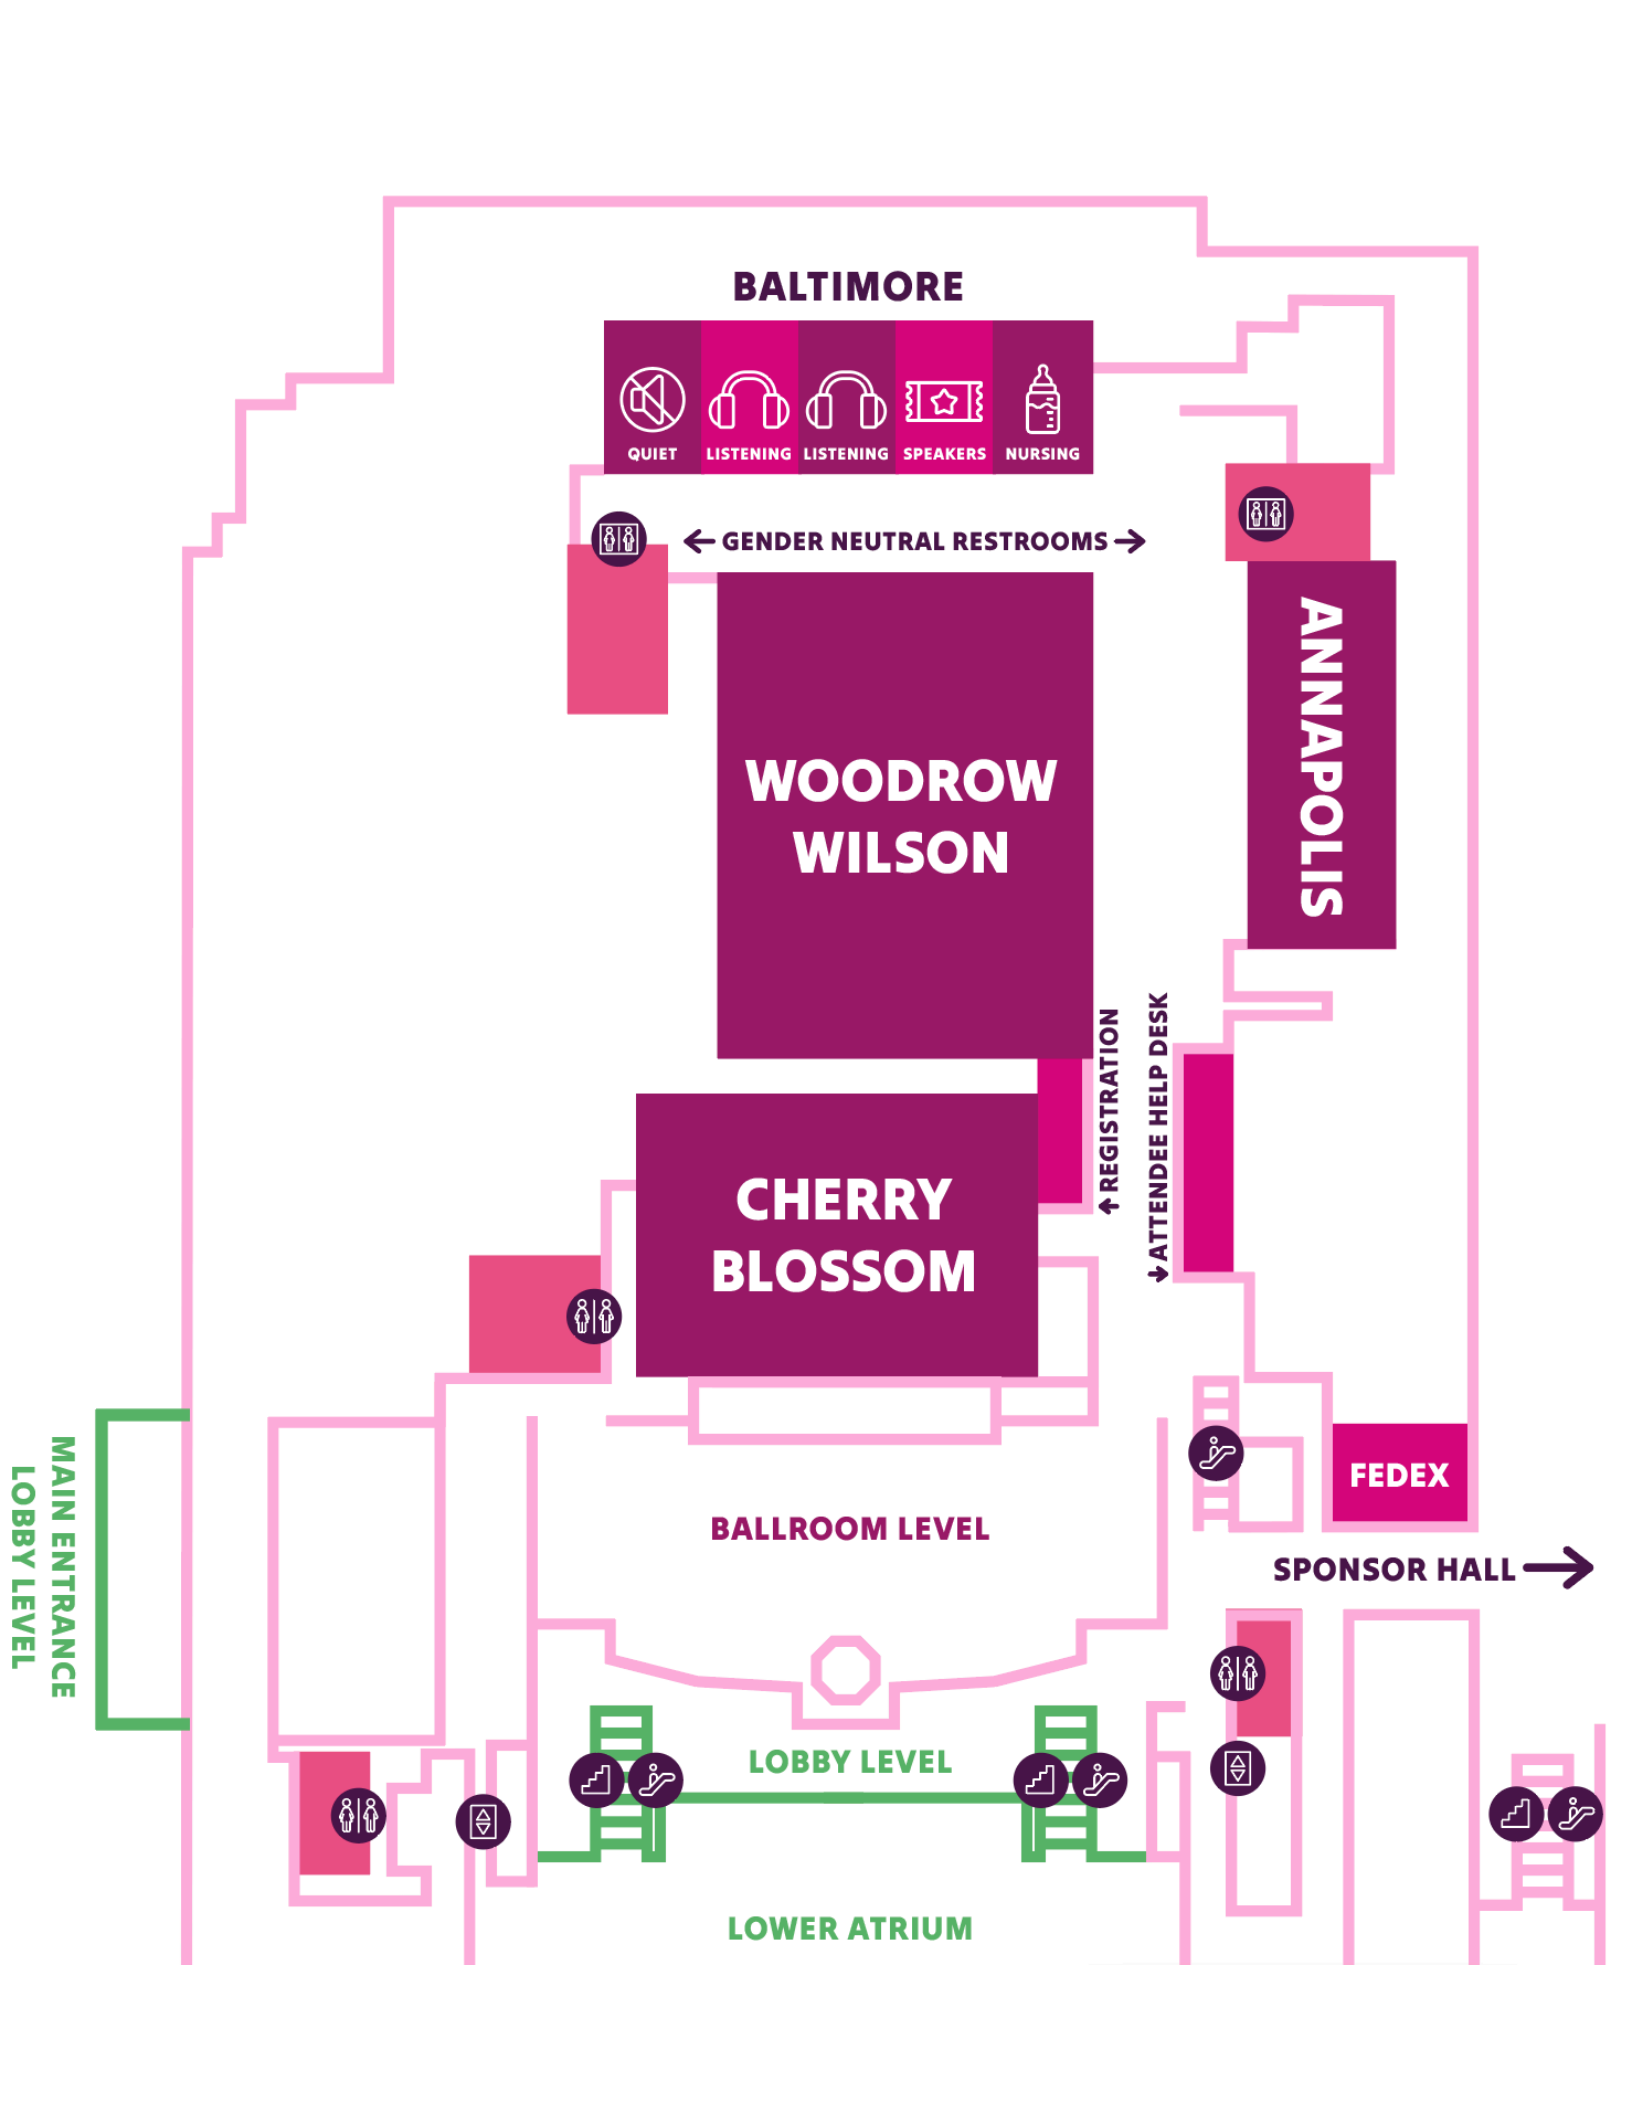 BALTIMORE
QUIET
LISTENING
LISTENING
SPEAKERS
NURSING
← GENDER NEUTRAL RESTROOMS →
WOODROW
WILSON
ANNAPOLIS
REGISTRATION
ATTENDEE HELP DESK
CHERRY
BLOSSOM
MAIN ENTRANCE
LOBBY LEVEL
FEDEX
BALLROOM LEVEL
SPONSOR HALL →
LOBBY LEVEL
LOWER ATRIUM